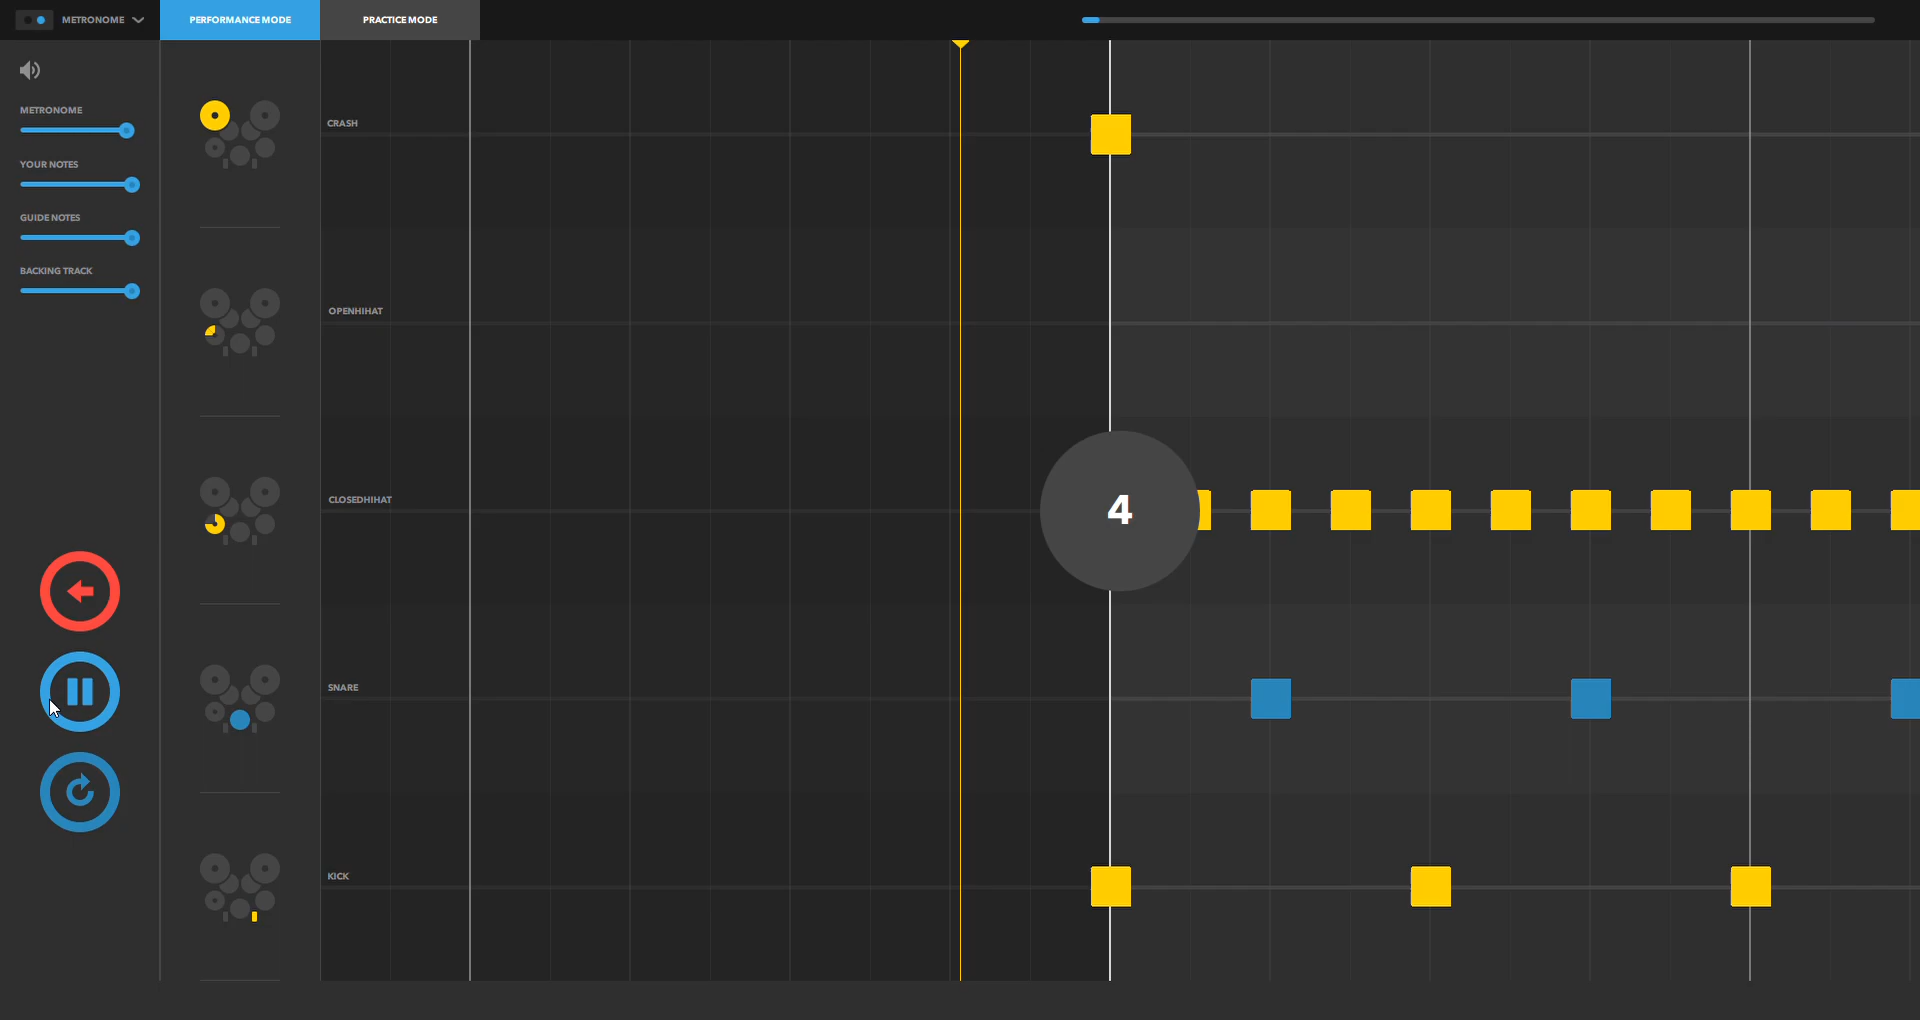 METRONOME
PERFORMANCE MODE
PRACTICE MODE
METRONOME
YOUR NOTES
GUIDE NOTES
BACKING TRACK
CRASH
OPENHIHAT
CLOSEDHIHAT
4
SNARE
KICK